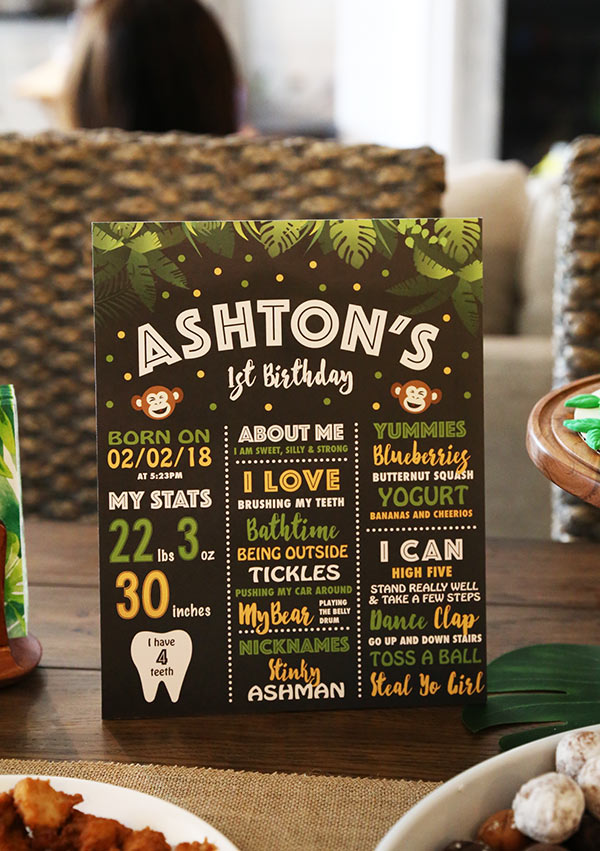 ASHTON'S
1st Birthday
BORN ON
02/02/18
AT 5:23PM
MY STATS
22 lbs 3 oz
30 inches
I have
4
teeth
ABOUT ME
I AM SWEET, SILLY & STRONG
I LOVE
BRUSHING MY TEETH
Bathtime
BEING OUTSIDE
TICKLES
PUSHING MY CAR AROUND
My Bear
PLAYING
THE BELLY
DRUM
NICKNAMES
Stinky
ASHMAN
YUMMIES
Blueberries
BUTTERNUT SQUASH
YOGURT
BANANAS AND CHEERIOS
I CAN
HIGH FIVE
STAND REALLY WELL
& TAKE A FEW STEPS
Dance Clap
GO UP AND DOWN STAIRS
TOSS A BALL
Steal Yo Girl